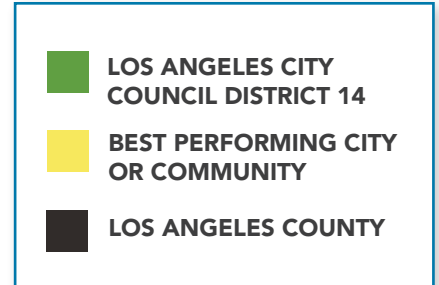 LOS ANGELES CITY
COUNCIL DISTRICT 14
BEST PERFORMING CITY
OR COMMUNITY
LOS ANGELES COUNTY